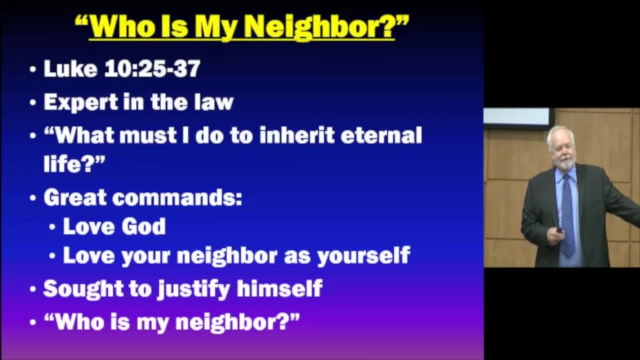 “Who Is My Neighbor?”
• Luke 10:25-37
• Expert in the law
• “What must I do to inherit eternal
life?”
• Great commands:
• Love God
• Love your neighbor as yourself
• Sought to justify himself
• “Who is my neighbor?”